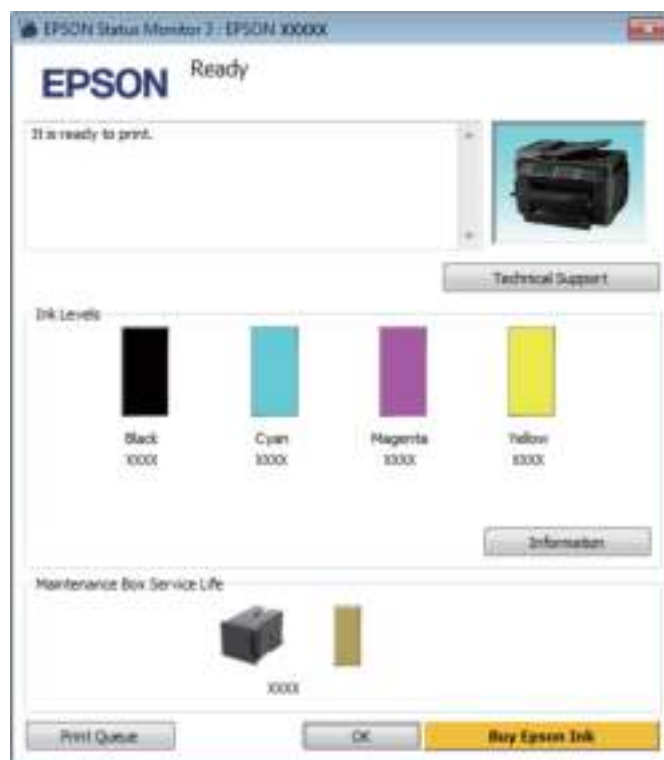 EPSON Status Monitor 3 : EPSON XXXXX
EPSON
Ready
It is ready to print.
Technical Support
Ink Levels
Black
Cyan
Magenta
Yellow
XXXX
XXXX
XXXX
XXXX
Information
Maintenance Box Service Life
XXXX
Print Queue
OK
Buy Epson Ink